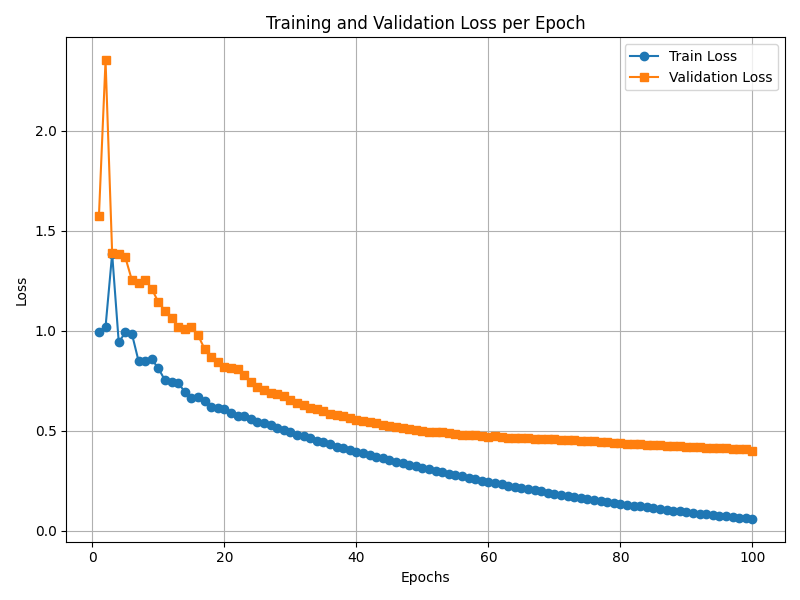 Training and Validation Loss per Epoch
Train Loss
Validation Loss
2.0
1.5
1.0
0.5
0.0
Loss
0 20 40 60 80 100
Epochs